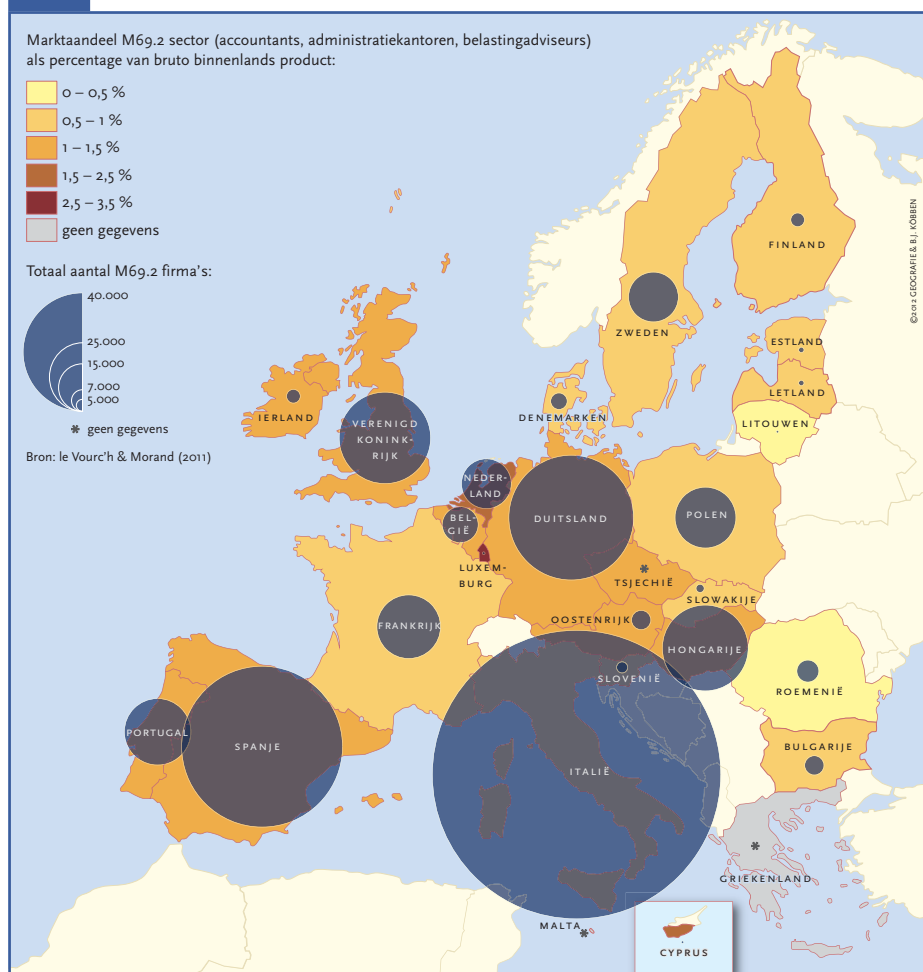 Marktaandeel M69.2 sector (accountants, administratiekantoren, belastingadviseurs)
als percentage van bruto binnenlands product:
0 – 0,5 %
0,5 – 1 %
1 – 1,5 %
1,5 – 2,5 %
2,5 – 3,5 %
geen gegevens
Totaal aantal M69.2 firma's:
40.000
25.000
15.000
7.000
5.000
* geen gegevens
Bron: le Vourc'h & Morand (2011)
©2012 GEOGRAFIE & B.J. KÖBBEN
FINLAND
ZWEDEN
ESTLAND
LETLAND
LITOUWEN
DENEMARKEN
IERLAND
VERENIGD
KONINK-
RIJK
NEDER-
LAND
BEL-
GIË
LUXEM-
BURG
DUITSLAND
POLEN
*
TSJECHIË
SLOWAKIJE
OOSTENRIJK
HONGARIJE
FRANKRIJK
SLOVENIË
ROEMENIË
BULGARIJE
PORTUGAL
SPANJE
ITALIË
*
GRIEKENLAND
MALTA *
CYPRUS